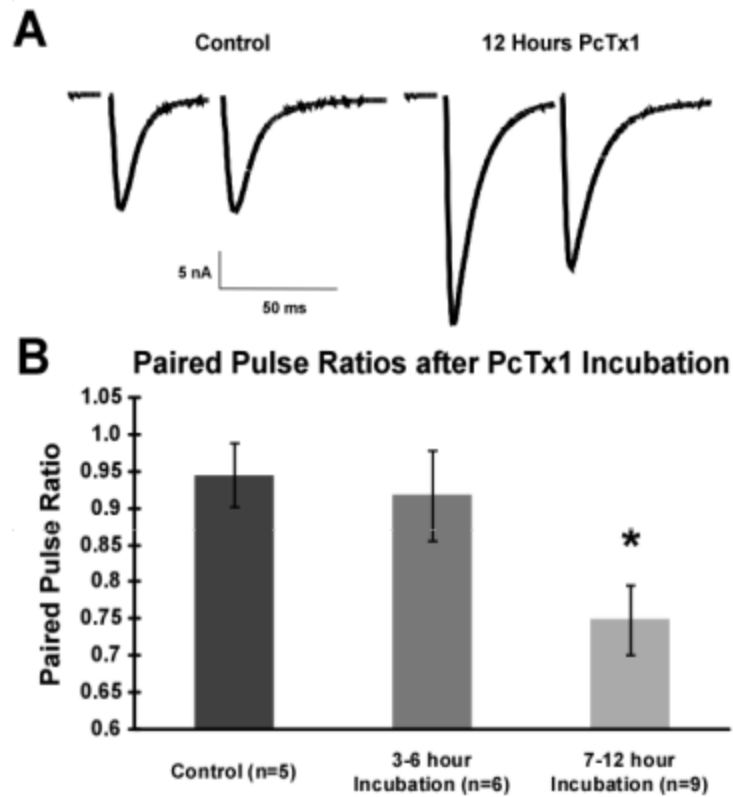 A
Control
12 Hours PcTx1
5 nA
50 ms
B
Paired Pulse Ratios after PcTx1 Incubation
Paired Pulse Ratio
1.05
1.0
0.95
0.9
0.85
0.8
0.75
0.7
0.65
0.6
*
Control (n=5)
3-6 hour
Incubation (n=6)
7-12 hour
Incubation (n=9)